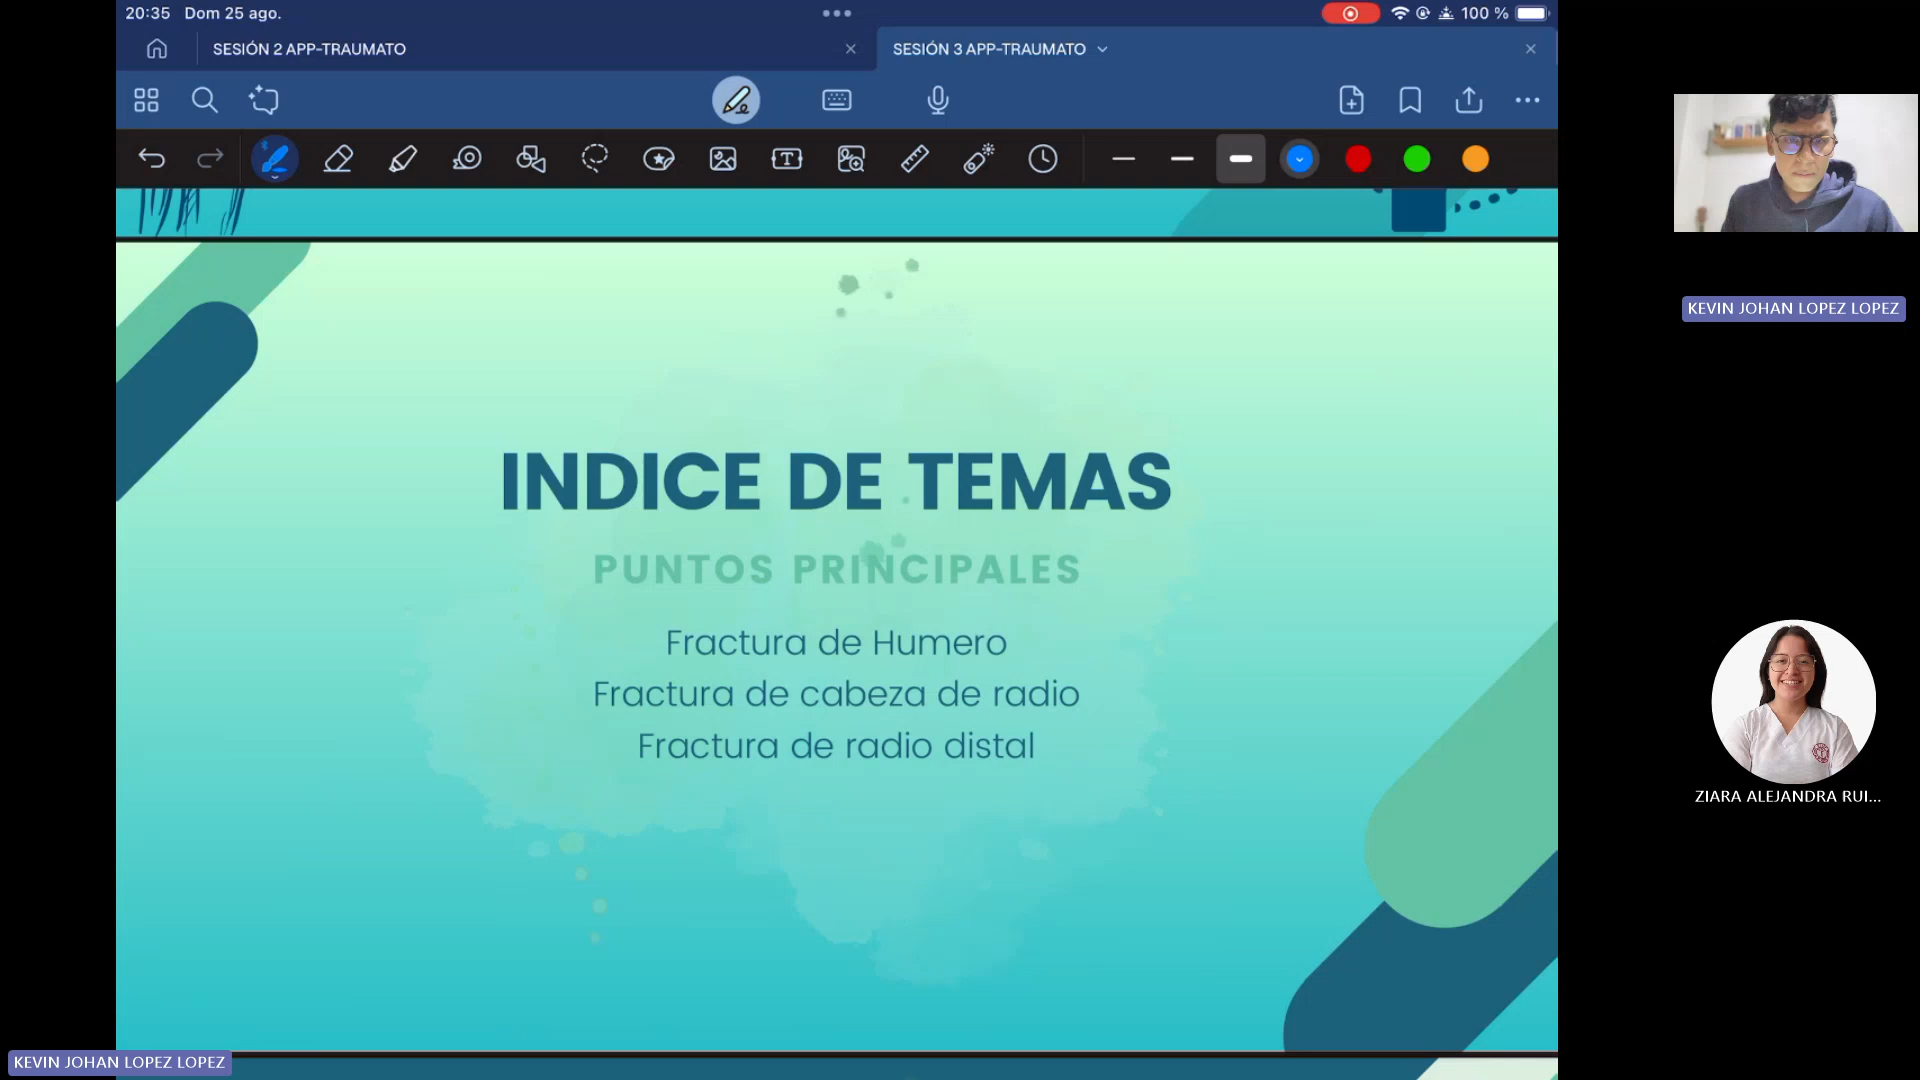 20:35 Dom 25 ago.
100 %
SESIÓN 2 APP-TRAUMATO
SESIÓN 3 APP-TRAUMATO
INDICE DE TEMAS
PUNTOS PRINCIPALES
Fractura de Humero
Fractura de cabeza de radio
Fractura de radio distal
KEVIN JOHAN LOPEZ LOPEZ
ZIARA ALEJANDRA RUI...
KEVIN JOHAN LOPEZ LOPEZ